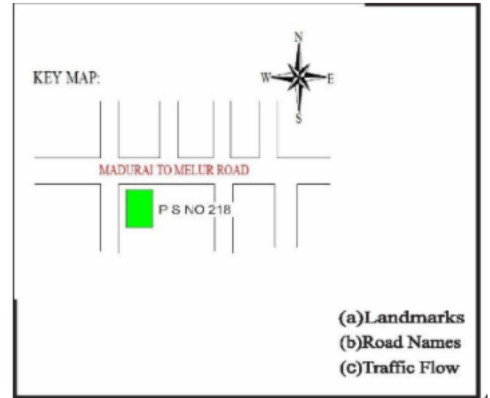 N
KEY MAP:
W E
S
MADURAI TO MELUR ROAD
P S NO 218
(a)Landmarks
(b)Road Names
(c)Traffic Flow